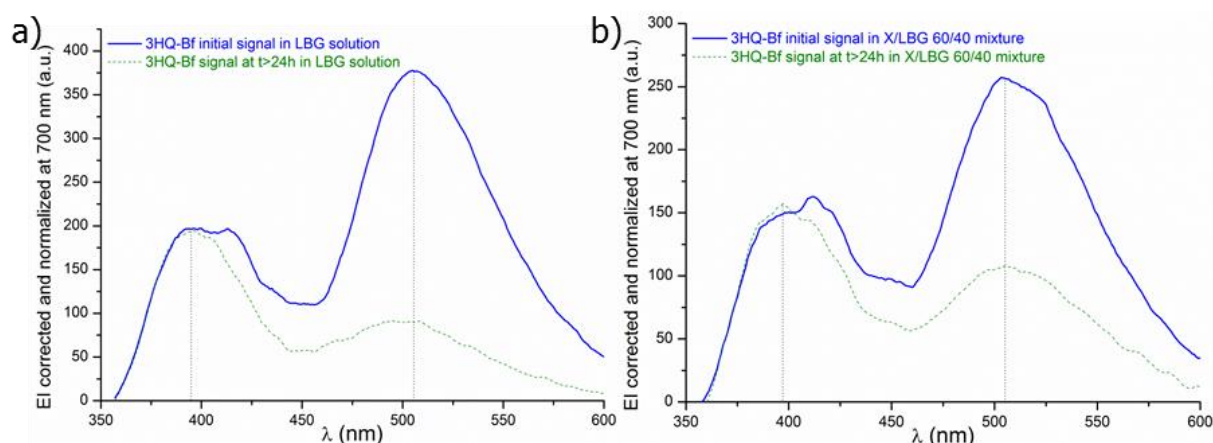 a)
3HQ-Bf initial signal in LBG solution
3HQ-Bf signal at t>24h in LBG solution
EI corrected and normalized at 700 nm (a.u.)
400
350
300
250
200
150
100
50
0
350
400
450
500
550
600
λ (nm)
b)
3HQ-Bf initial signal in X/LBG 60/40 mixture
3HQ-Bf signal at t>24h in X/LBG 60/40 mixture
EI corrected and normalized at 700 nm (a.u.)
300
250
200
150
100
50
0
350
400
450
500
550
600
λ (nm)